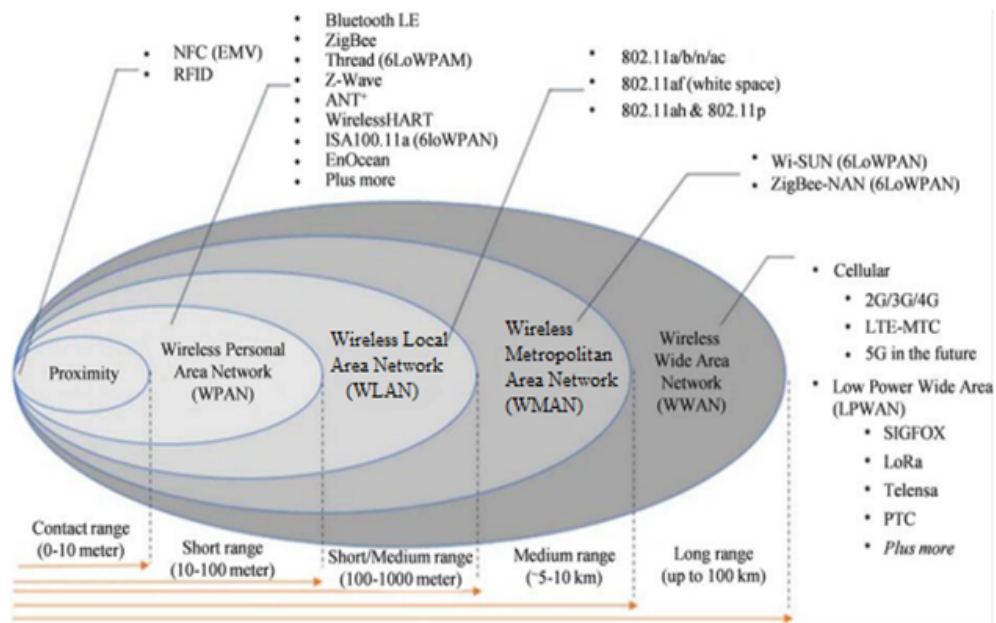 • NFC (EMV)
• RFID
• Bluetooth LE
• ZigBee
• Thread (6LoWPAM)
• Z-Wave
• ANT⁺
• WirelessHART
• ISA100.11a (6loWPAN)
• EnOcean
• Plus more
• 802.11a/b/n/ac
• 802.11af (white space)
• 802.11ah & 802.11p
• Wi-SUN (6LoWPAN)
• ZigBee-NAN (6LoWPAN)
• Cellular
• 2G/3G/4G
• LTE-MTC
• 5G in the future
• Low Power Wide Area
(LPWAN)
• SIGFOX
• LoRa
• Telensa
• PTC
• Plus more
Proximity
Wireless Personal
Area Network
(WPAN)
Wireless Local
Area Network
(WLAN)
Wireless
Metropolitan
Area Network
(WMAN)
Wireless
Wide Area
Network
(WWAN)
Contact range
(0-10 meter)
Short range
(10-100 meter)
Short/Medium range
(100-1000 meter)
Medium range
(~5-10 km)
Long range
(up to 100 km)